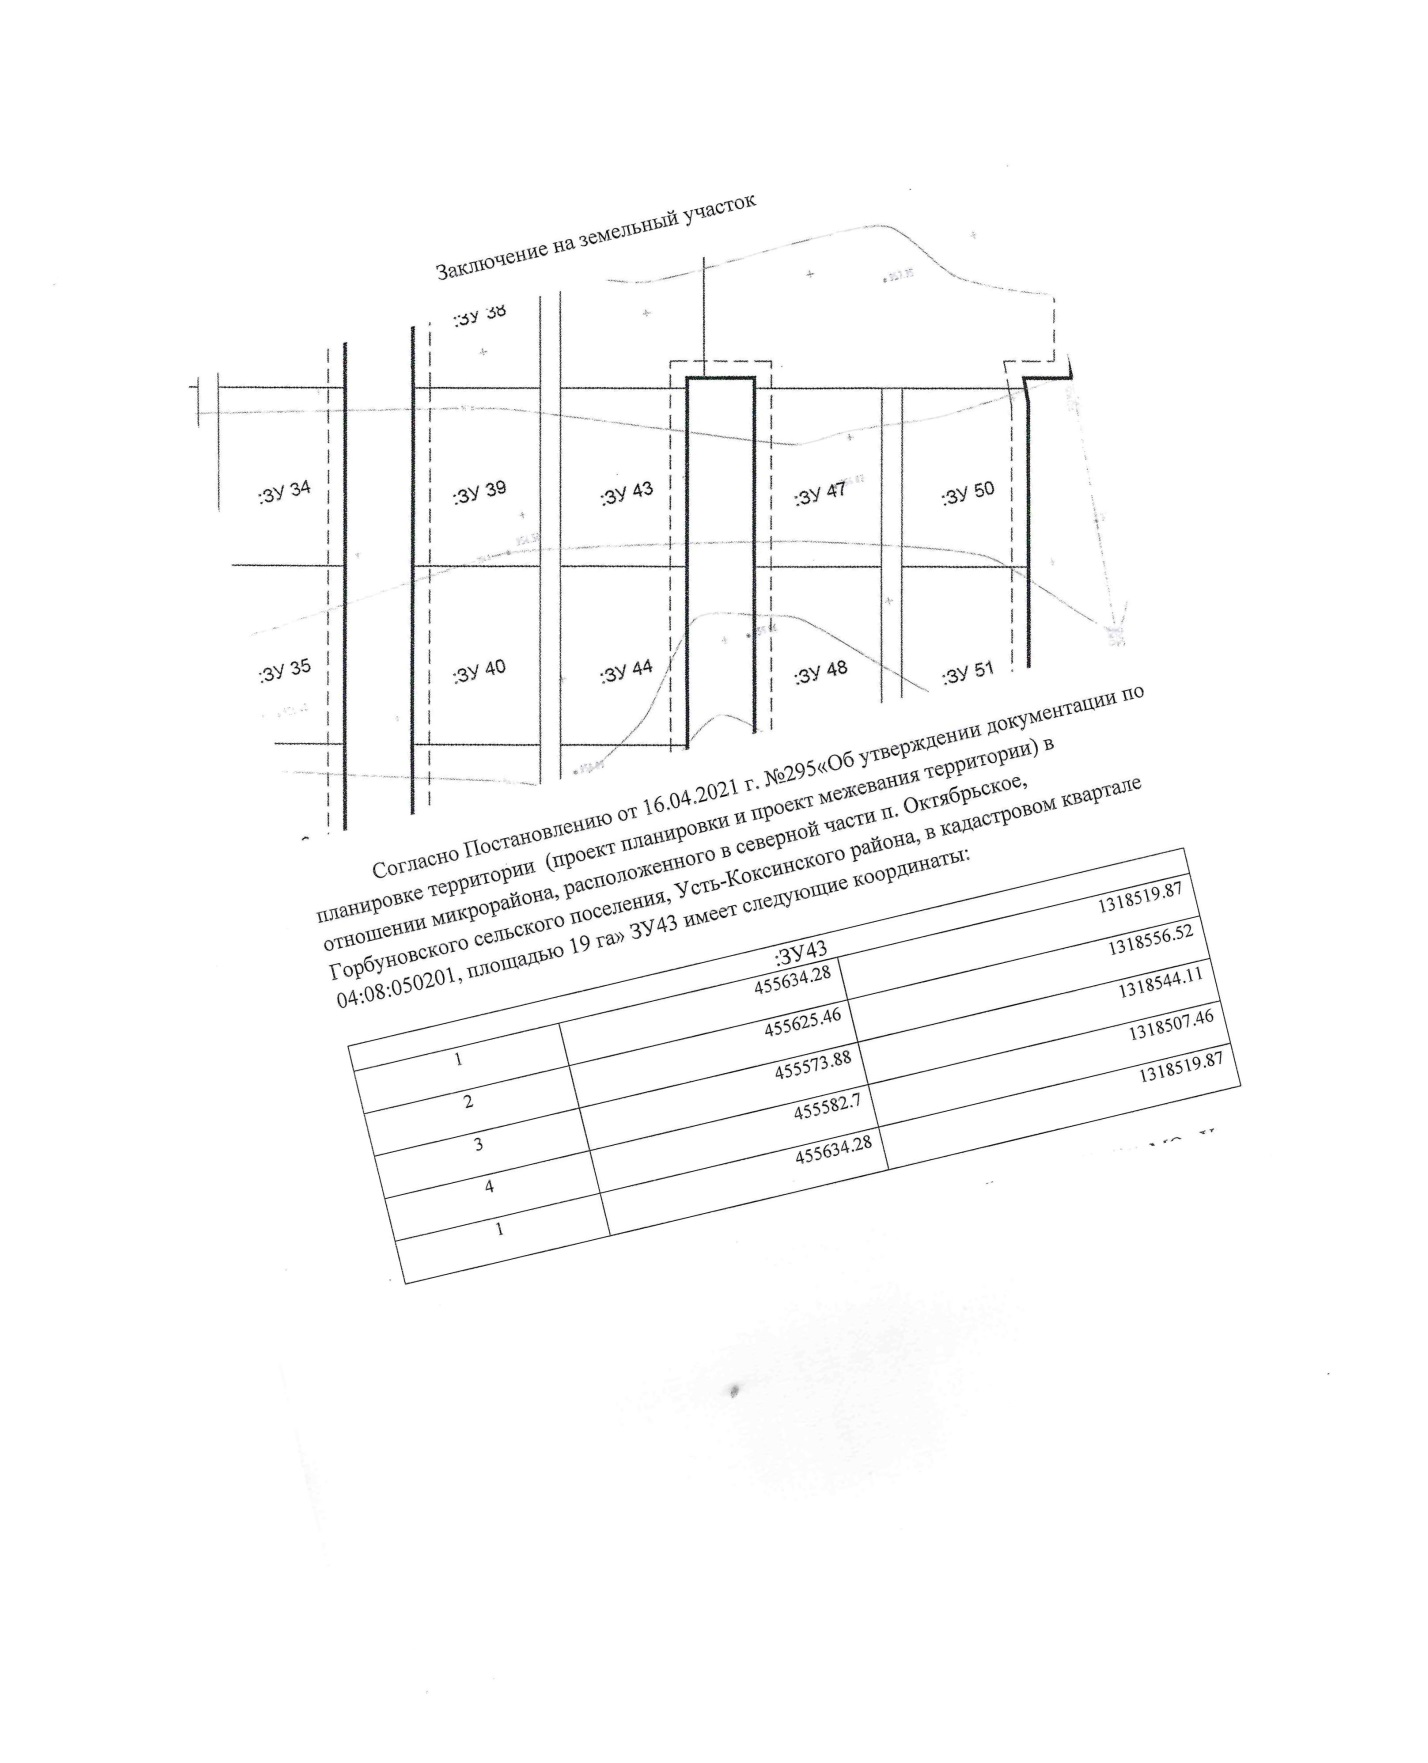 Заключение на земельный участок
:ЗУ 38
:ЗУ 34
:ЗУ 39
:ЗУ 43
:ЗУ 47
:ЗУ 50
:ЗУ 35
:ЗУ 40
:ЗУ 44
:ЗУ 48
:ЗУ 51
Согласно Постановлению от 16.04.2021 г. №295«Об утверждении документации по
планировке территории (проект планировки и проект межевания территории) в
отношении микрорайона, расположенного в северной части п. Октябрьское,
Горбуновского сельского поселения, Усть-Коксинского района, в кадастровом квартале
04:08:050201, площадью 19 га» ЗУ43 имеет следующие координаты:
:ЗУ43
1 455634.28 1318519.87
2 455625.46 1318556.52
3 455573.88 1318544.11
4 455582.7 1318507.46
1 455634.28 1318519.87